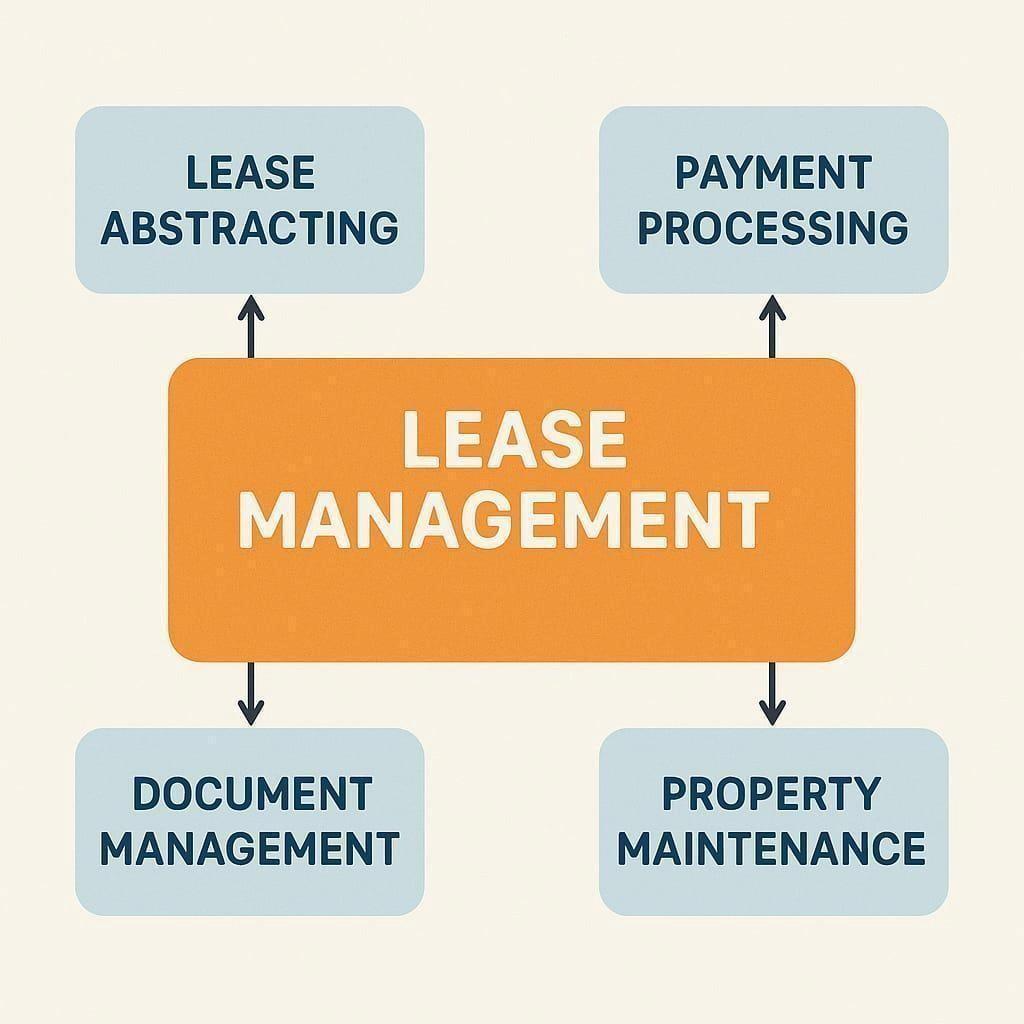 LEASE
ABSTRACTING
PAYMENT
PROCESSING
LEASE
MANAGEMENT
DOCUMENT
MANAGEMENT
PROPERTY
MAINTENANCE